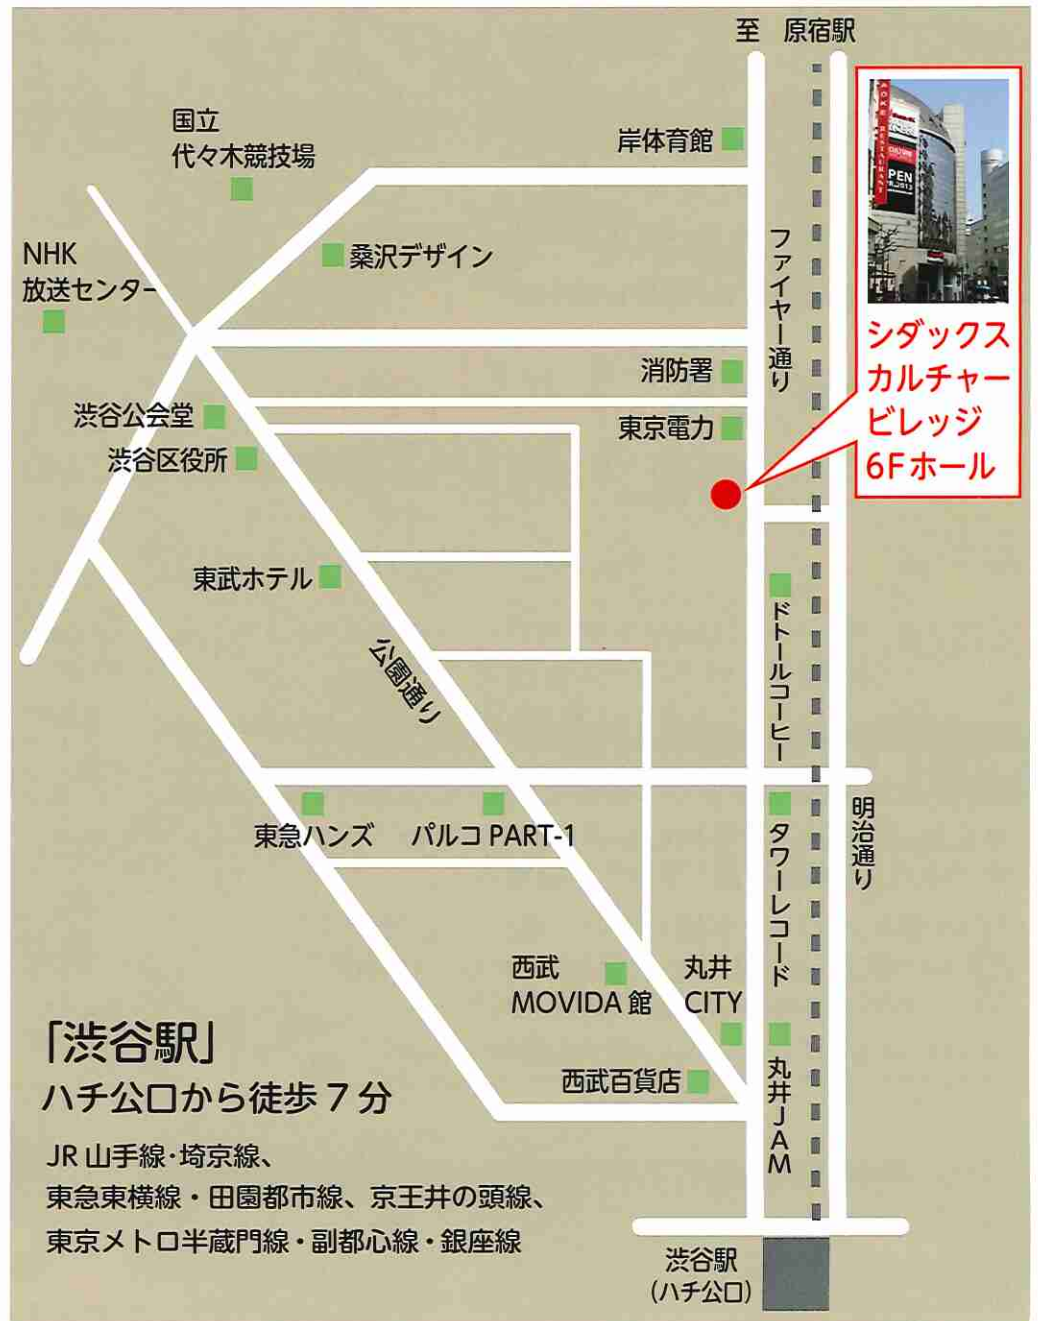 至 原宿駅
国立
代々木競技場
岸体育館
NHK
放送センター
桑沢デザイン
ファイヤー通り
OPEN
シダックス
カルチャー
ビレッジ
6Fホール
消防署
渋谷公会堂
東京電力
渋谷区役所
東武ホテル
公園通り
ドトールコーヒー
東急ハンズ
パルコ PART-1
タワーレコード
明治通り
西武
MOVIDA 館
丸井
CITY
西武百貨店
丸井JAM
「渋谷駅」
ハチ公口から徒歩 7 分
JR 山手線・埼京線、
東急東横線・田園都市線、京王井の頭線、
東京メトロ半蔵門線・副都心線・銀座線
渋谷駅
(ハチ公口)